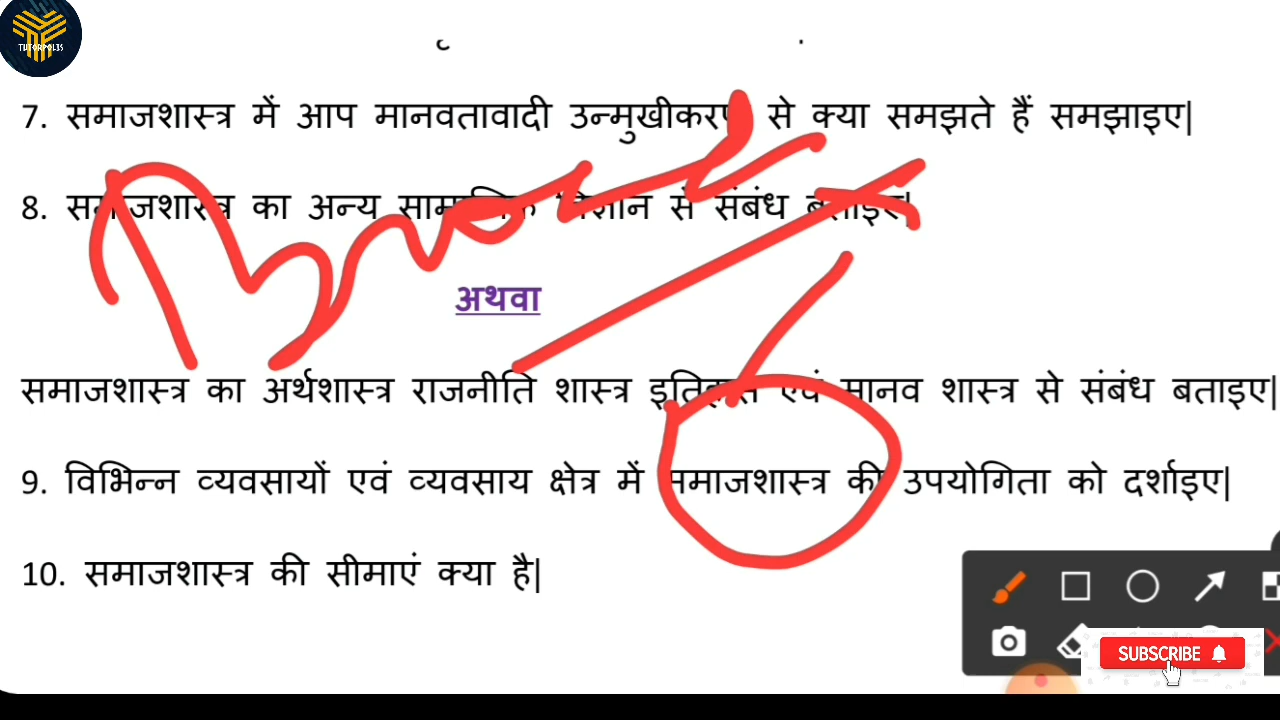 TUTORPOL3S
7. समाजशास्त्र में आप मानवतावादी उन्मुखीकरण से क्या समझते हैं समझाइए|
8. समाजशास्त्र का अन्य सामाजिक विज्ञान से संबंध बताइए|
अथवा
समाजशास्त्र का अर्थशास्त्र राजनीति शास्त्र इतिहास एवं मानव शास्त्र से संबंध बताइए|
9. विभिन्न व्यवसायों एवं व्यवसाय क्षेत्र में समाजशास्त्र की उपयोगिता को दर्शाइए|
10. समाजशास्त्र की सीमाएं क्या है|
SUBSCRIBE